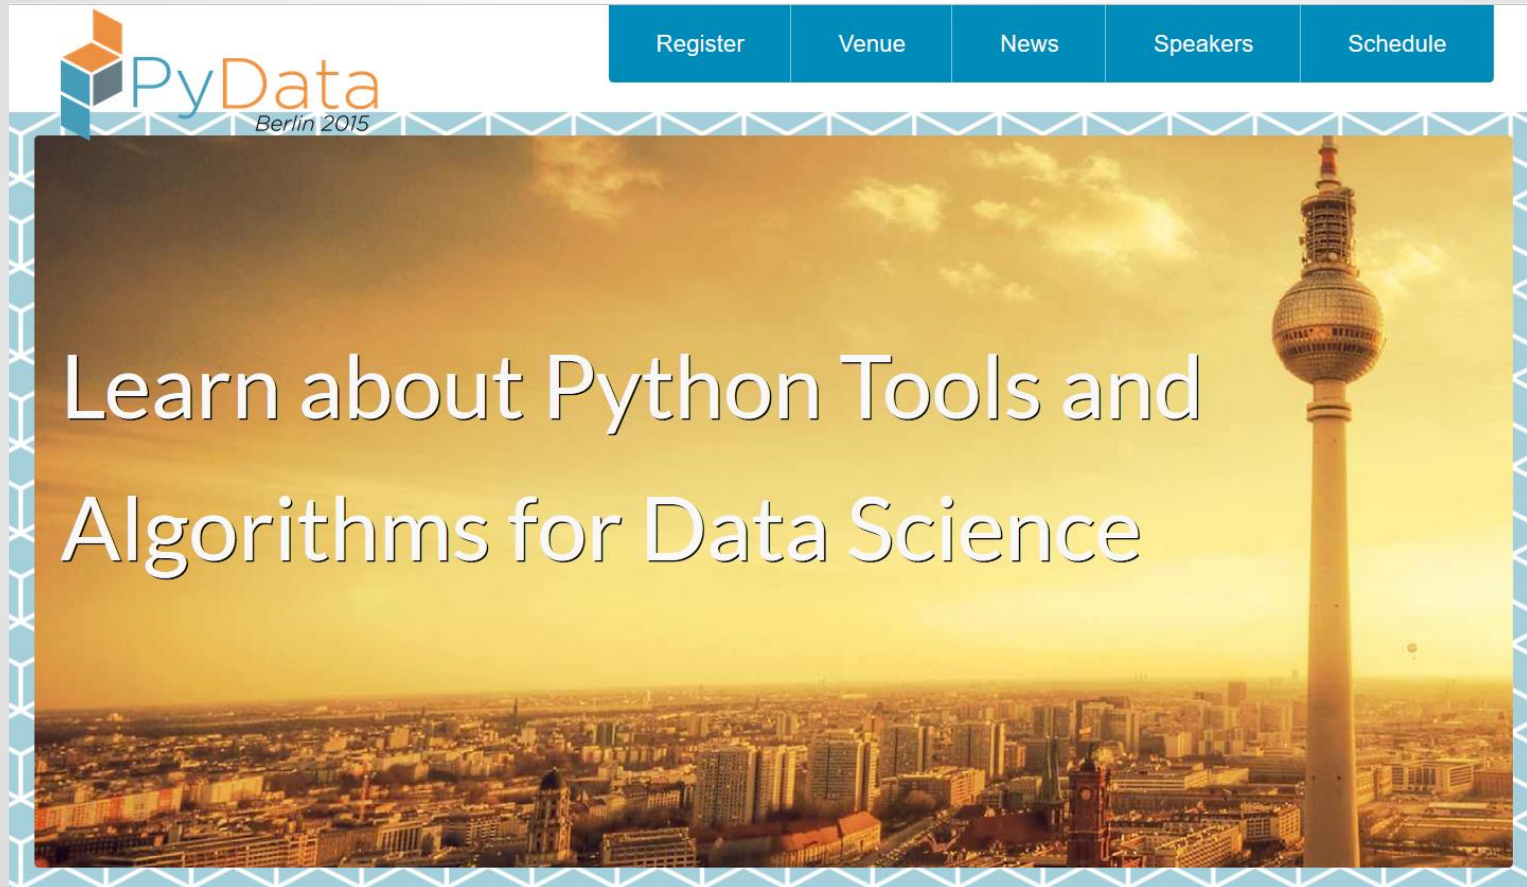 PyData
Berlin 2015
Register Venue News Speakers Schedule
Learn about Python Tools and
Algorithms for Data Science